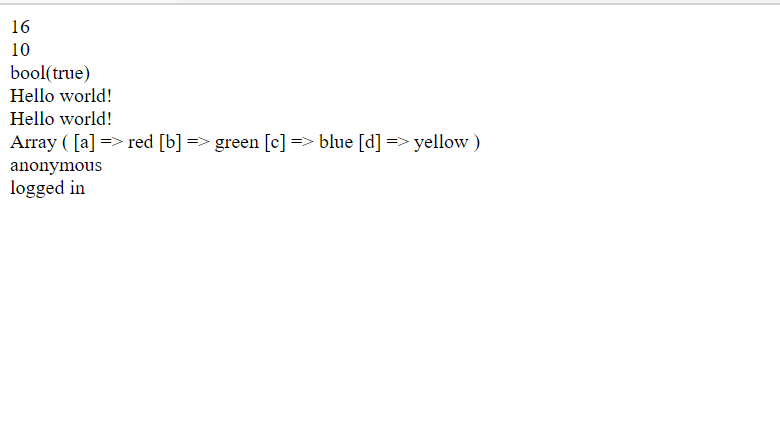 16
10
bool(true)
Hello world!
Hello world!
Array ( [a] => red [b] => green [c] => blue [d] => yellow )
anonymous
logged in